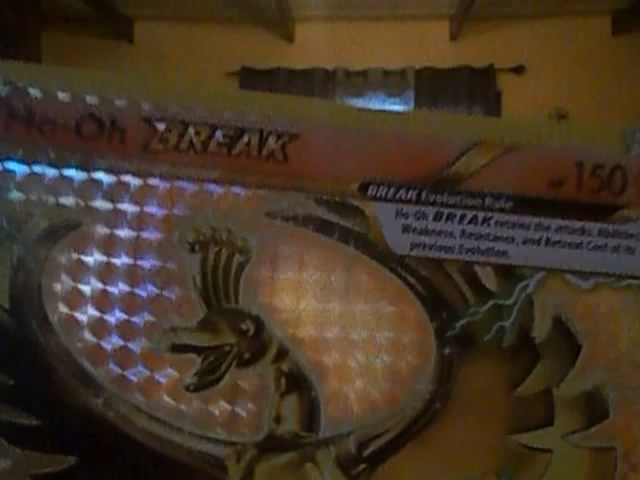 Ho-Oh BREAK
HP 150
BREAK Evolution Rule
Ho-Oh BREAK retains the attacks, Abilities,
Weakness, Resistance, and Retreat Cost of its
previous Evolution.